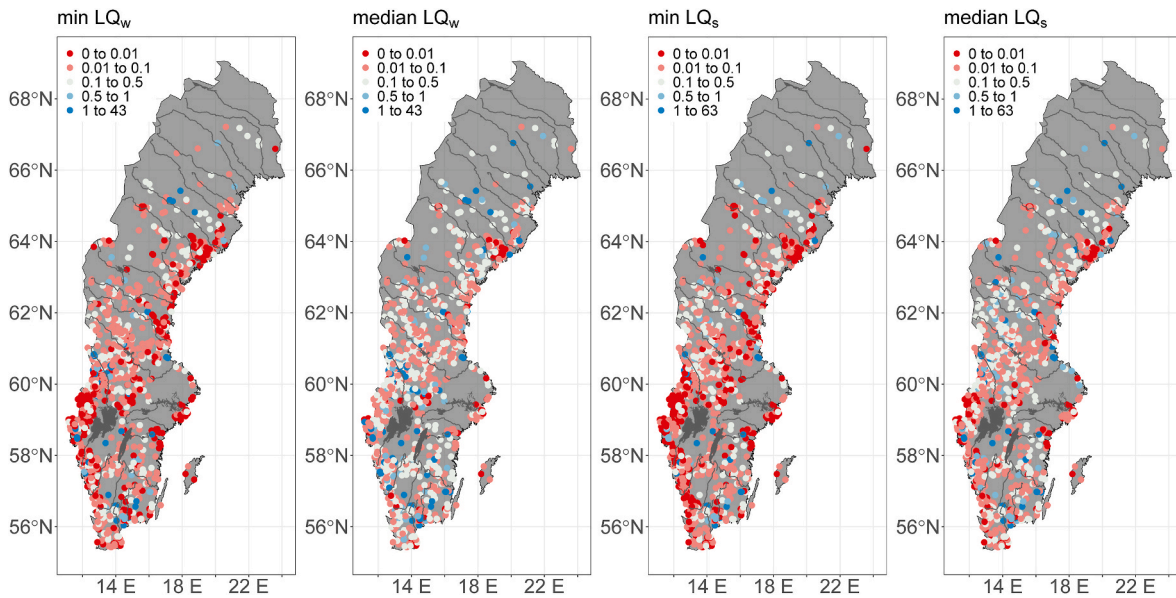 min LQw
0 to 0.01
0.01 to 0.1
0.1 to 0.5
0.5 to 1
1 to 43
68°N
66°N
64°N
62°N
60°N
58°N
56°N
14 E 18 E 22 E
median LQw
0 to 0.01
0.01 to 0.1
0.1 to 0.5
0.5 to 1
1 to 43
68°N
66°N
64°N
62°N
60°N
58°N
56°N
14 E 18 E 22 E
min LQs
0 to 0.01
0.01 to 0.1
0.1 to 0.5
0.5 to 1
1 to 63
68°N
66°N
64°N
62°N
60°N
58°N
56°N
14 E 18 E 22 E
median LQs
0 to 0.01
0.01 to 0.1
0.1 to 0.5
0.5 to 1
1 to 63
68°N
66°N
64°N
62°N
60°N
58°N
56°N
14 E 18 E 22 E